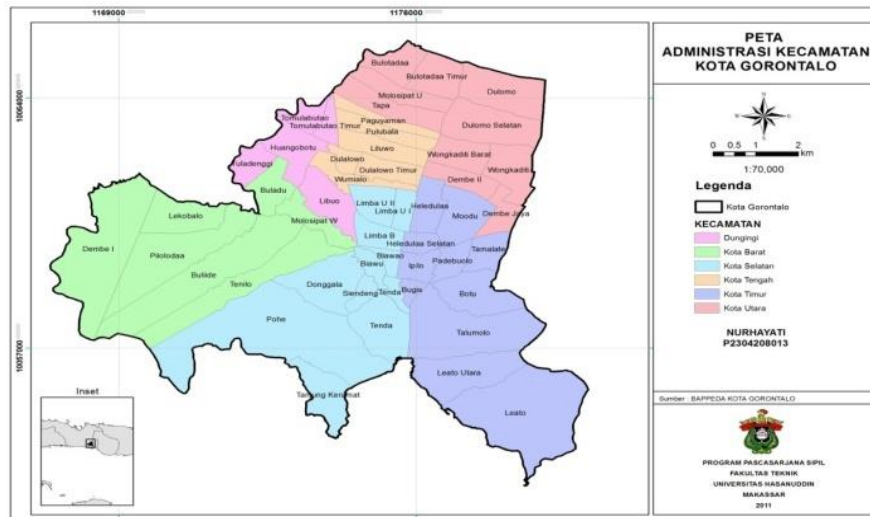 1169000
1176000
10064000
10057000
10064000
10057000
PETA
ADMINISTRASI KECAMATAN
KOTA GORONTALO
0 0.5 1 2
km
1:70,000
Legenda
Kota Gorontalo
KECAMATAN
Dungingi
Kota Barat
Kota Selatan
Kota Tengah
Kota Timur
Kota Utara
NURHAYATI
P2304208013
Sumber : BAPPEDA KOTA GORONTALO
PROGRAM PASCASARJANA SIPIL
FAKULTAS TEKNIK
UNIVERSITAS HASANUDDIN
MAKASSAR
2011
Bulotadaa
Bulotadaa Timur
Molosipat U
Dulomo
Tapa
Tomulabutao
Tomulabutao Timur
Paguyaman
Pulubala
Dulomo Selatan
Huangobotu
Liluwo
Tuladenggi
Dulalowo
Wongkaditi Barat
Dulalowo Timur
Wongkaditi
Wumialo
Dembe II
Buladu
Libuo
Limba U II
Heledulaa
Limba U I
Moodu
Dembe Jaya
Lekobalo
Molosipat W
Limba B
Heledulaa Selatan
Dembe I
Tamalate
Pilolodaa
Biawao
Padebuolo
Biawu
Ipilo
Buliide
Tenilo
Donggala
Siendeng
Tenda
Bugis
Botu
Pohe
Tenda
Talumolo
Leato Utara
Tanjung Keramat
Leato
Inset